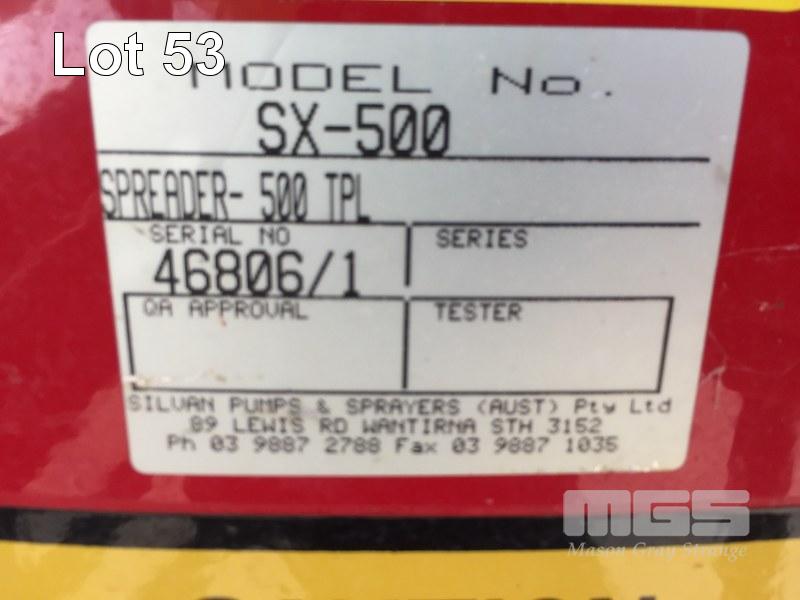 Lot 53
MODEL No.
SX-500
SPREADER- 500 TPL
SERIAL NO
SERIES
46806/1
QA APPROVAL
TESTER
SILVAN PUMPS & SPRAYERS (AUST) Pty Ltd
89 LEWIS RD WANTIRNA STH 3152
Ph 03 9887 2788 Fax 03 9887 1035
MGS
Mason Gray Strange